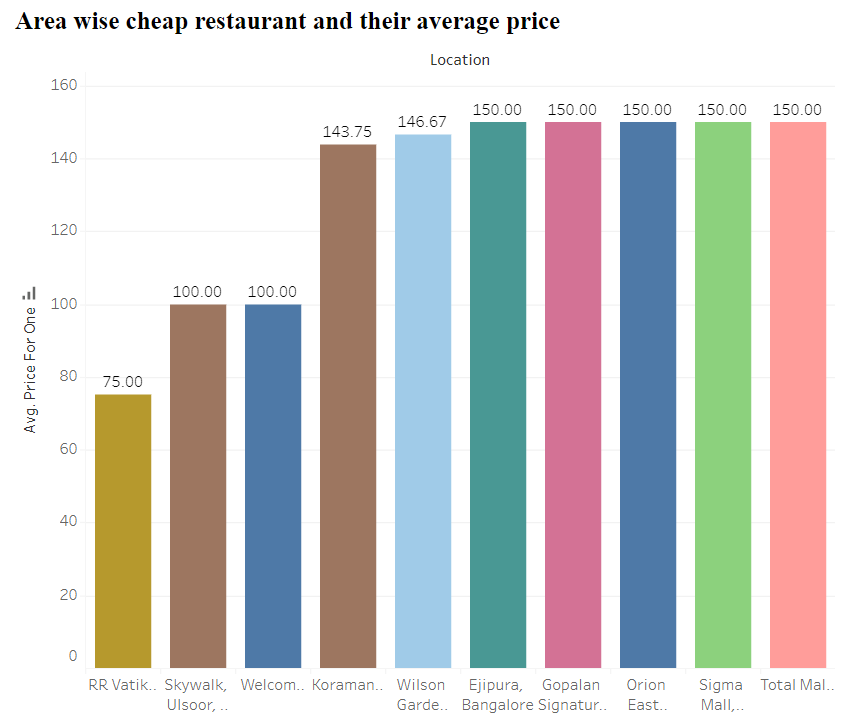 Area wise cheap restaurant and their average price
Location
160
140
120
100
80
60
40
20
0
Avg. Price For One
75.00
100.00
100.00
143.75
146.67
150.00
150.00
150.00
150.00
150.00
RR Vatik..
Skywalk,
Ulsoor, ..
Welcom..
Koraman..
Wilson
Garde..
Ejipura,
Bangalore
Gopalan
Signatur..
Orion
East..
Sigma
Mall,..
Total Mal..